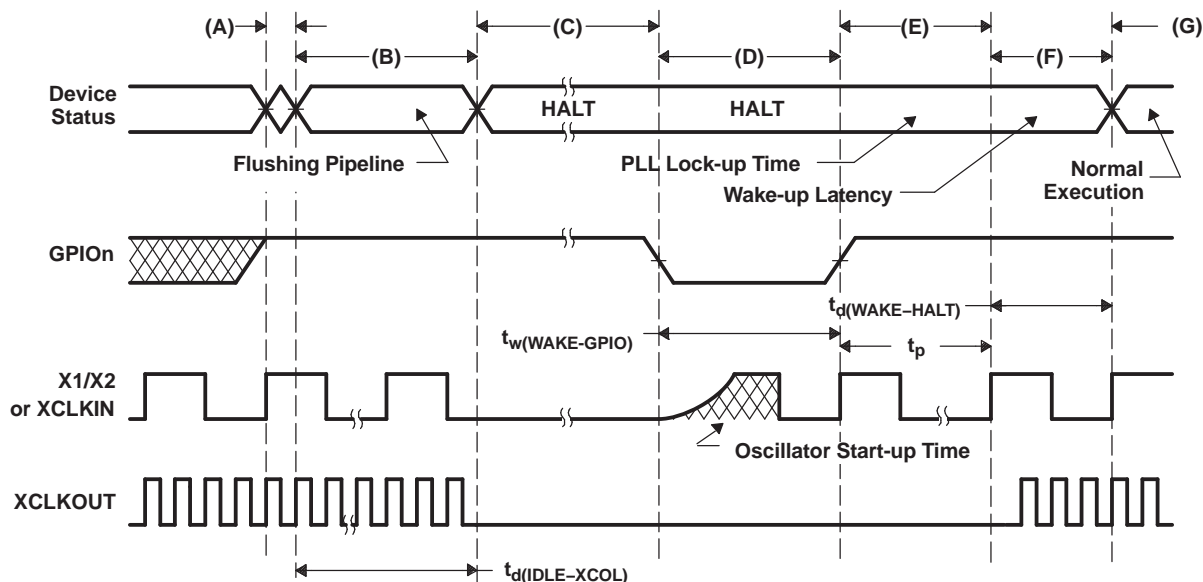 (A)
(B)
(C)
(D)
(E)
(F)
(G)
Device
Status
HALT
HALT
Flushing Pipeline
PLL Lock-up Time
Wake-up Latency
Normal
Execution
GPIOn
td(WAKE–HALT)
tw(WAKE-GPIO)
tp
X1/X2
or XCLKIN
Oscillator Start-up Time
XCLKOUT
td(IDLE–XCOL)